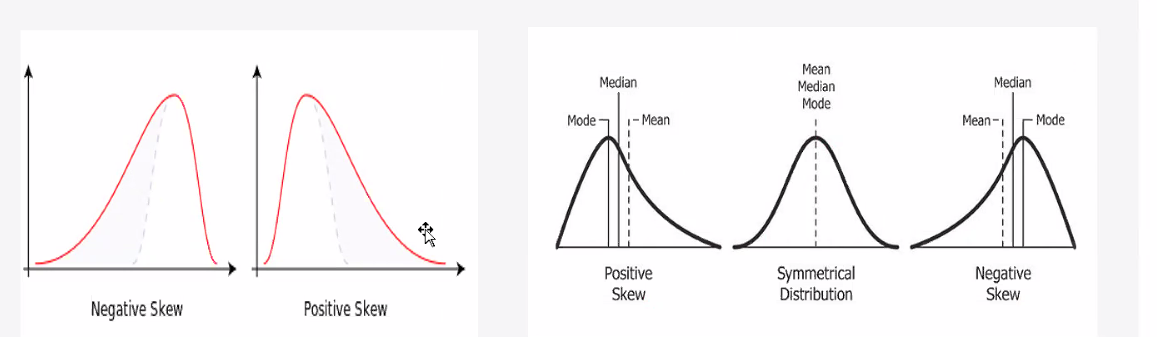 Negative Skew
Positive Skew
Median
Mode
Mean
Positive
Skew
Mean
Median
Mode
Symmetrical
Distribution
Median
Mean
Mode
Negative
Skew